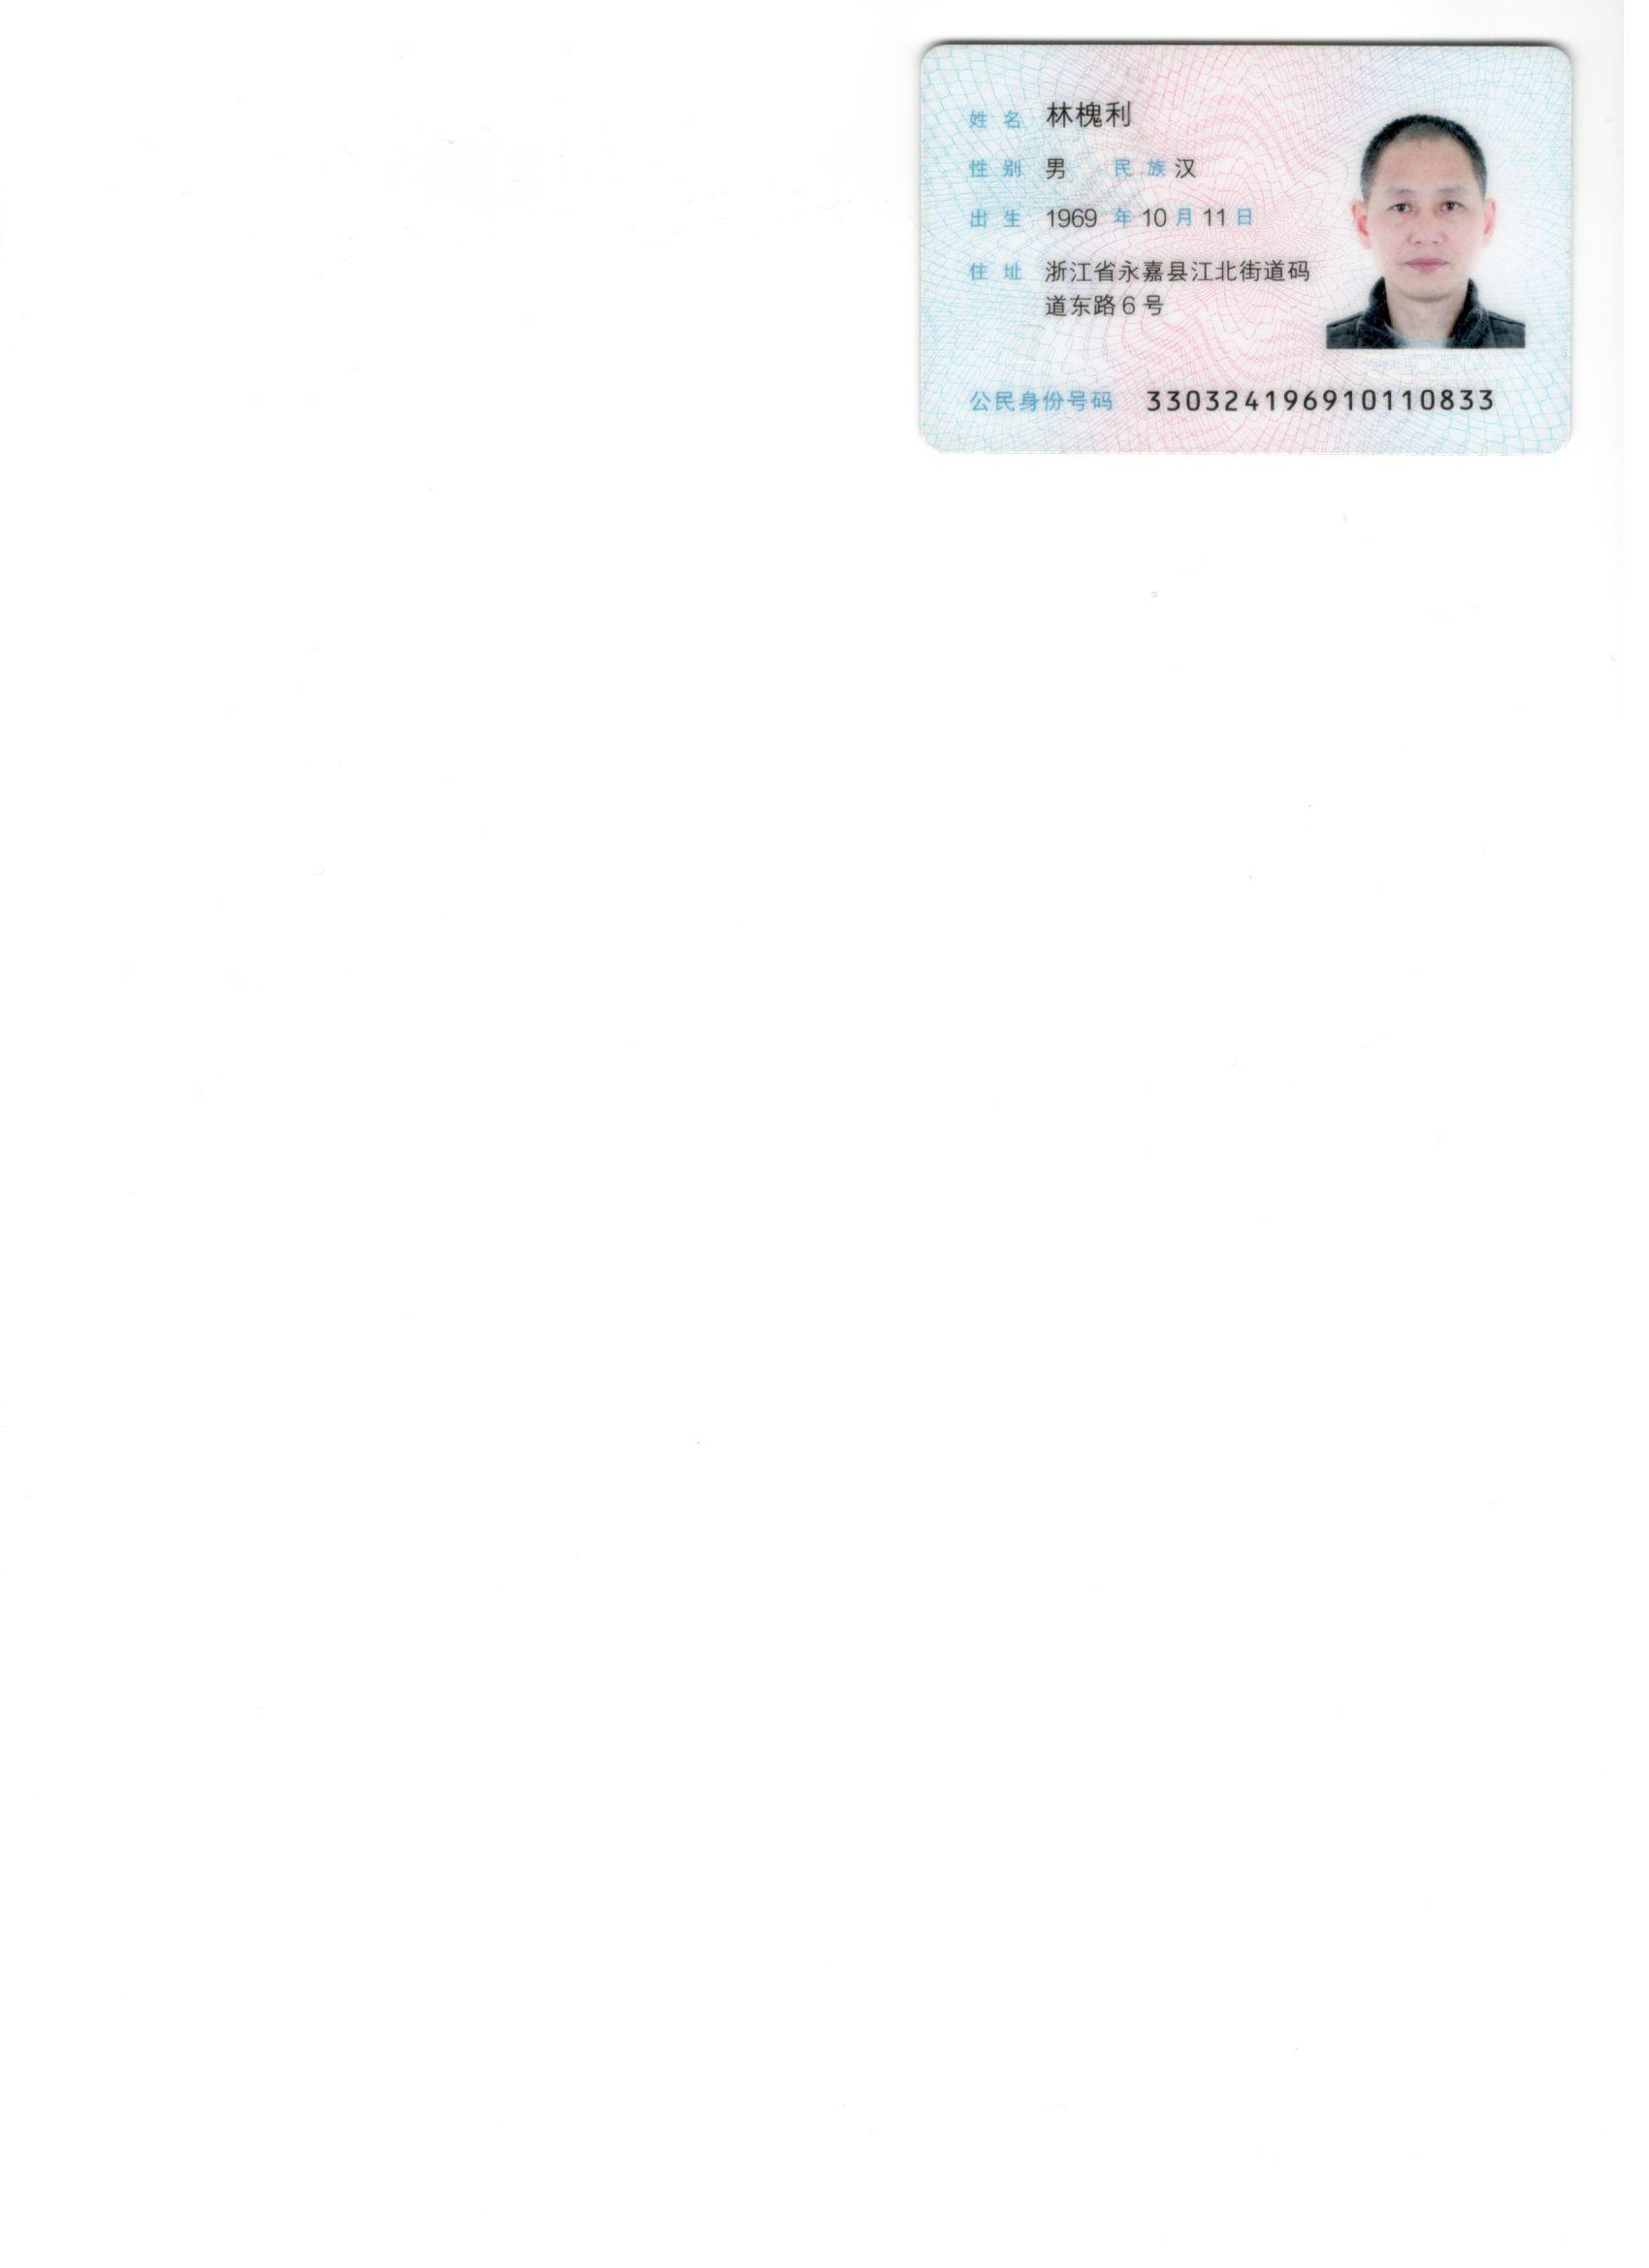 姓名 林槐利
性别 男 民族 汉
出生 1969 年 10 月 11 日
住址 浙江省永嘉县江北街道码
道东路6号
公民身份号码 330324196910110833